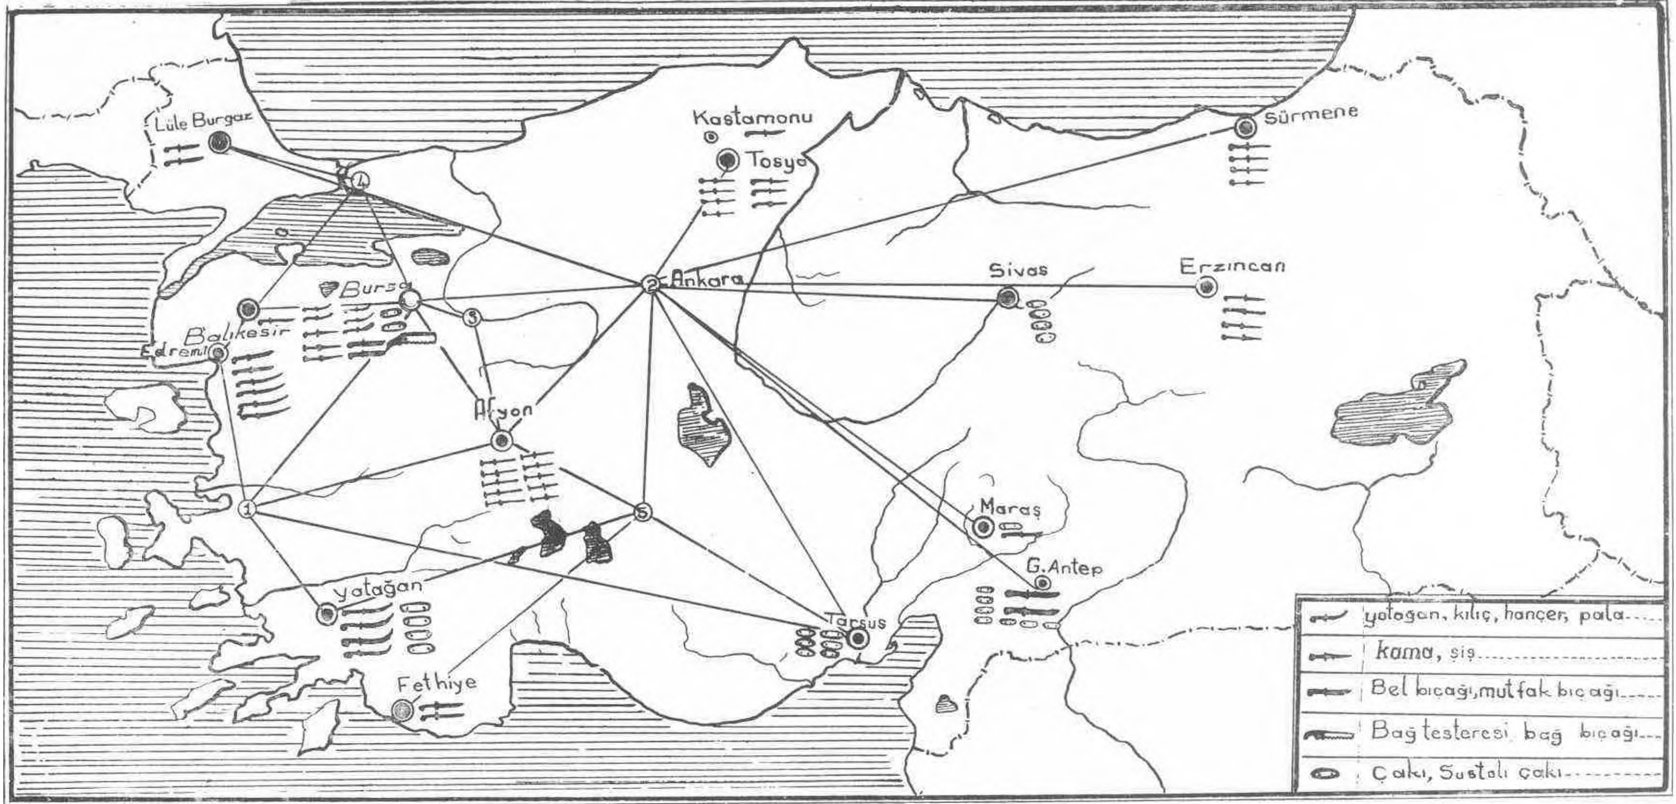 Lüle Burgaz
4
Kastamonu
Tosya
Sürmene
2
Ankara
Sivas
Erzincan
Bursa
3
Balıkesir
Edremit
Afyon
1
5
Maraş
G.Antep
Yatağan
Tarsus
Fethiye
yatağan, kılıç, hançer, pala.....
kama, şiş..................
Bel bıçağı,mutfak bıçağı.....
Bağ testeresi bağ bıçağı....
Çakı, Sustalı çakı...........